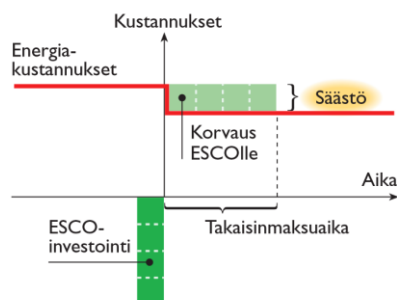 Kustannukset
Energia-
kustannukset
Säästö
Korvaus
ESCOlle
Aika
ESCO-
investointi
Takaisinmaksuaika